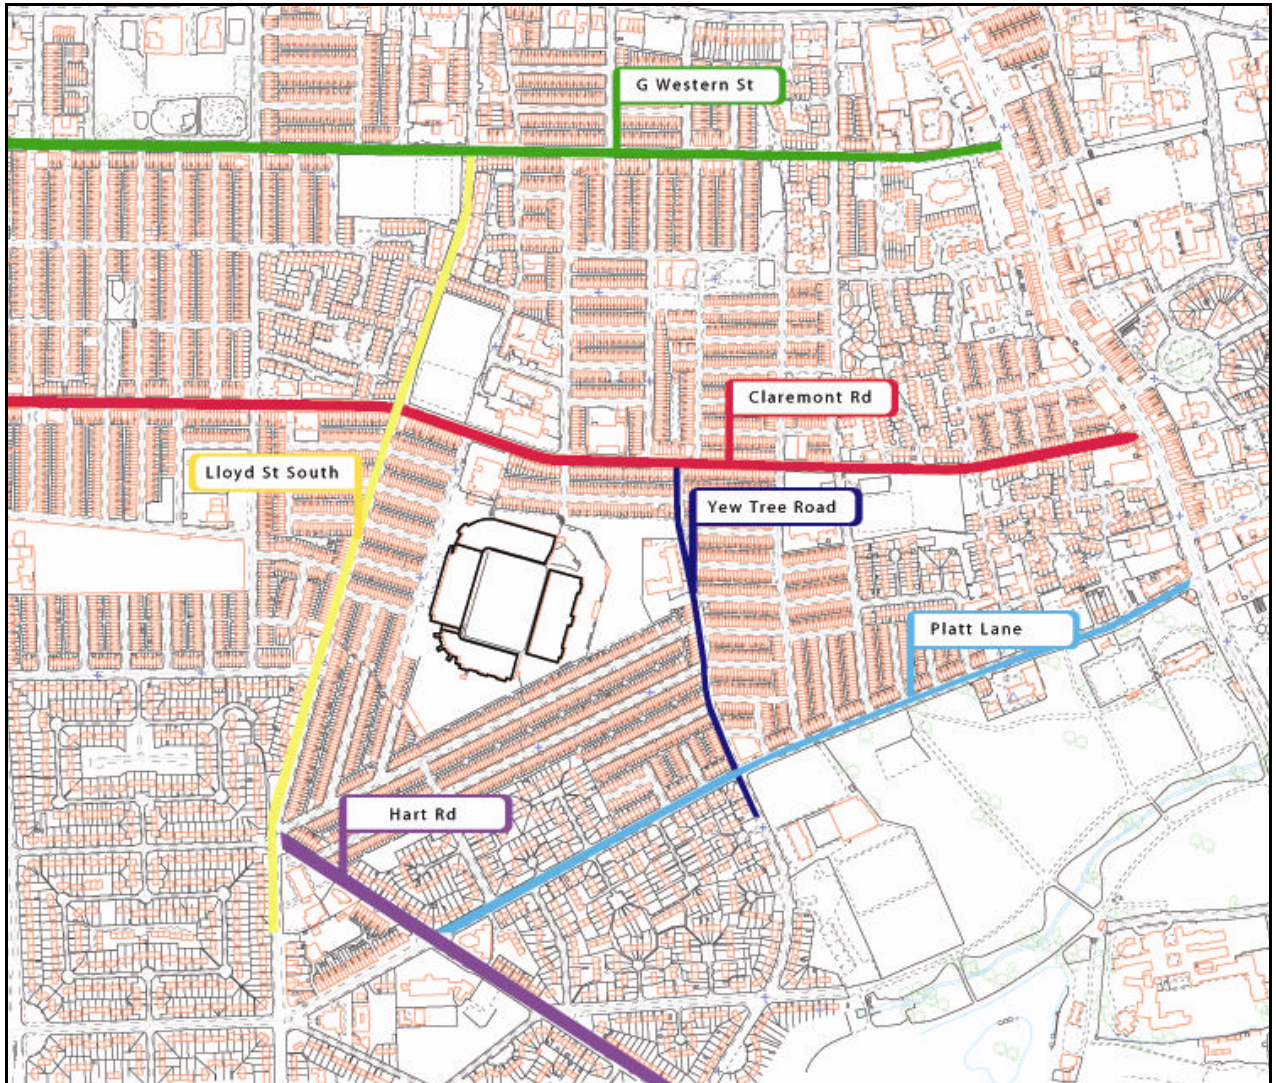 G Western St
Claremont Rd
Lloyd St South
Yew Tree Road
Platt Lane
Hart Rd